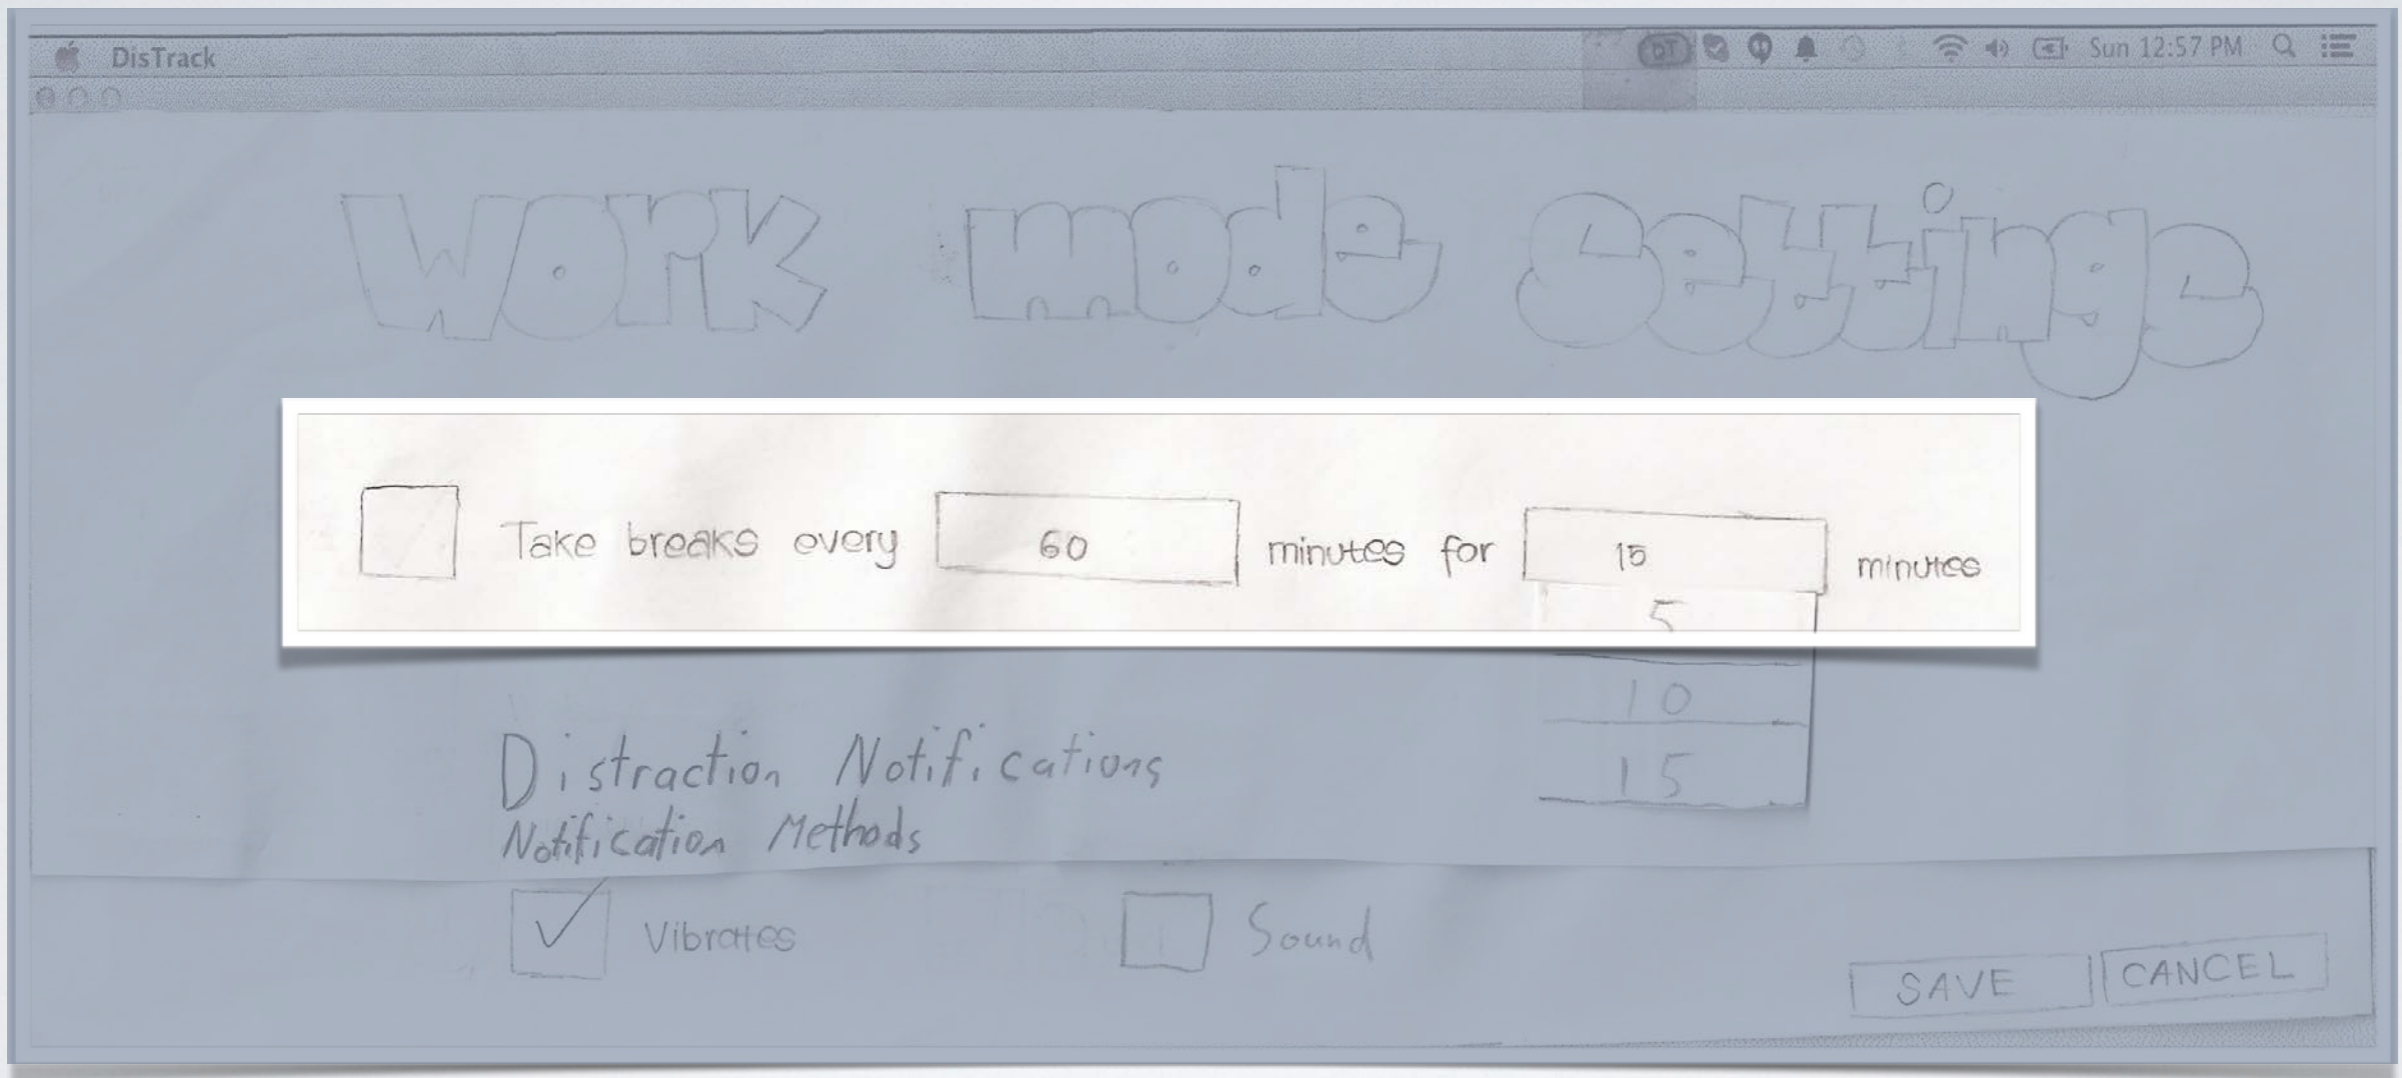 DisTrack DT Sun 12:57 PM
work mode settings
Take breaks every 60 minutes for 15 minutes
5
10
15
Distraction Notifications
Notification Methods
Vibrates Sound
SAVE CANCEL